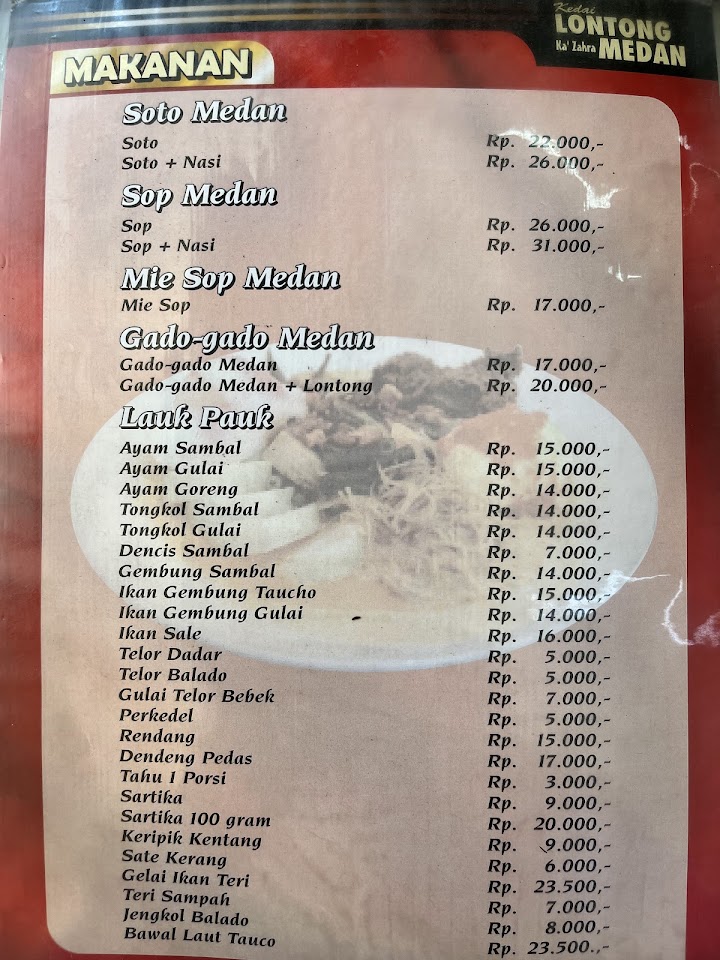 Kedai
LONTONG
Ka' Zahra MEDAN
MAKANAN
Soto Medan
Soto Rp. 22.000,-
Soto + Nasi Rp. 26.000,-
Sop Medan
Sop Rp. 26.000,-
Sop + Nasi Rp. 31.000,-
Mie Sop Medan
Mie Sop Rp. 17.000,-
Gado-gado Medan
Gado-gado Medan Rp. 17.000,-
Gado-gado Medan + Lontong Rp. 20.000,-
Lauk Pauk
Ayam Sambal Rp. 15.000,-
Ayam Gulai Rp. 15.000,-
Ayam Goreng Rp. 14.000,-
Tongkol Sambal Rp. 14.000,-
Tongkol Gulai Rp. 14.000,-
Dencis Sambal Rp. 7.000,-
Gembung Sambal Rp. 14.000,-
Ikan Gembung Taucho Rp. 15.000,-
Ikan Gembung Gulai Rp. 14.000,-
Ikan Sale Rp. 16.000,-
Telor Dadar Rp. 5.000,-
Telor Balado Rp. 5.000,-
Gulai Telor Bebek Rp. 7.000,-
Perkedel Rp. 5.000,-
Rendang Rp. 15.000,-
Dendeng Pedas Rp. 17.000,-
Tahu 1 Porsi Rp. 3.000,-
Sartika Rp. 9.000,-
Sartika 100 gram Rp. 20.000,-
Keripik Kentang Rp. 9.000,-
Sate Kerang Rp. 6.000,-
Gelai Ikan Teri Rp. 23.500,-
Teri Sampah Rp. 7.000,-
Jengkol Balado Rp. 8.000,-
Bawal Laut Tauco Rp. 23.500.,-